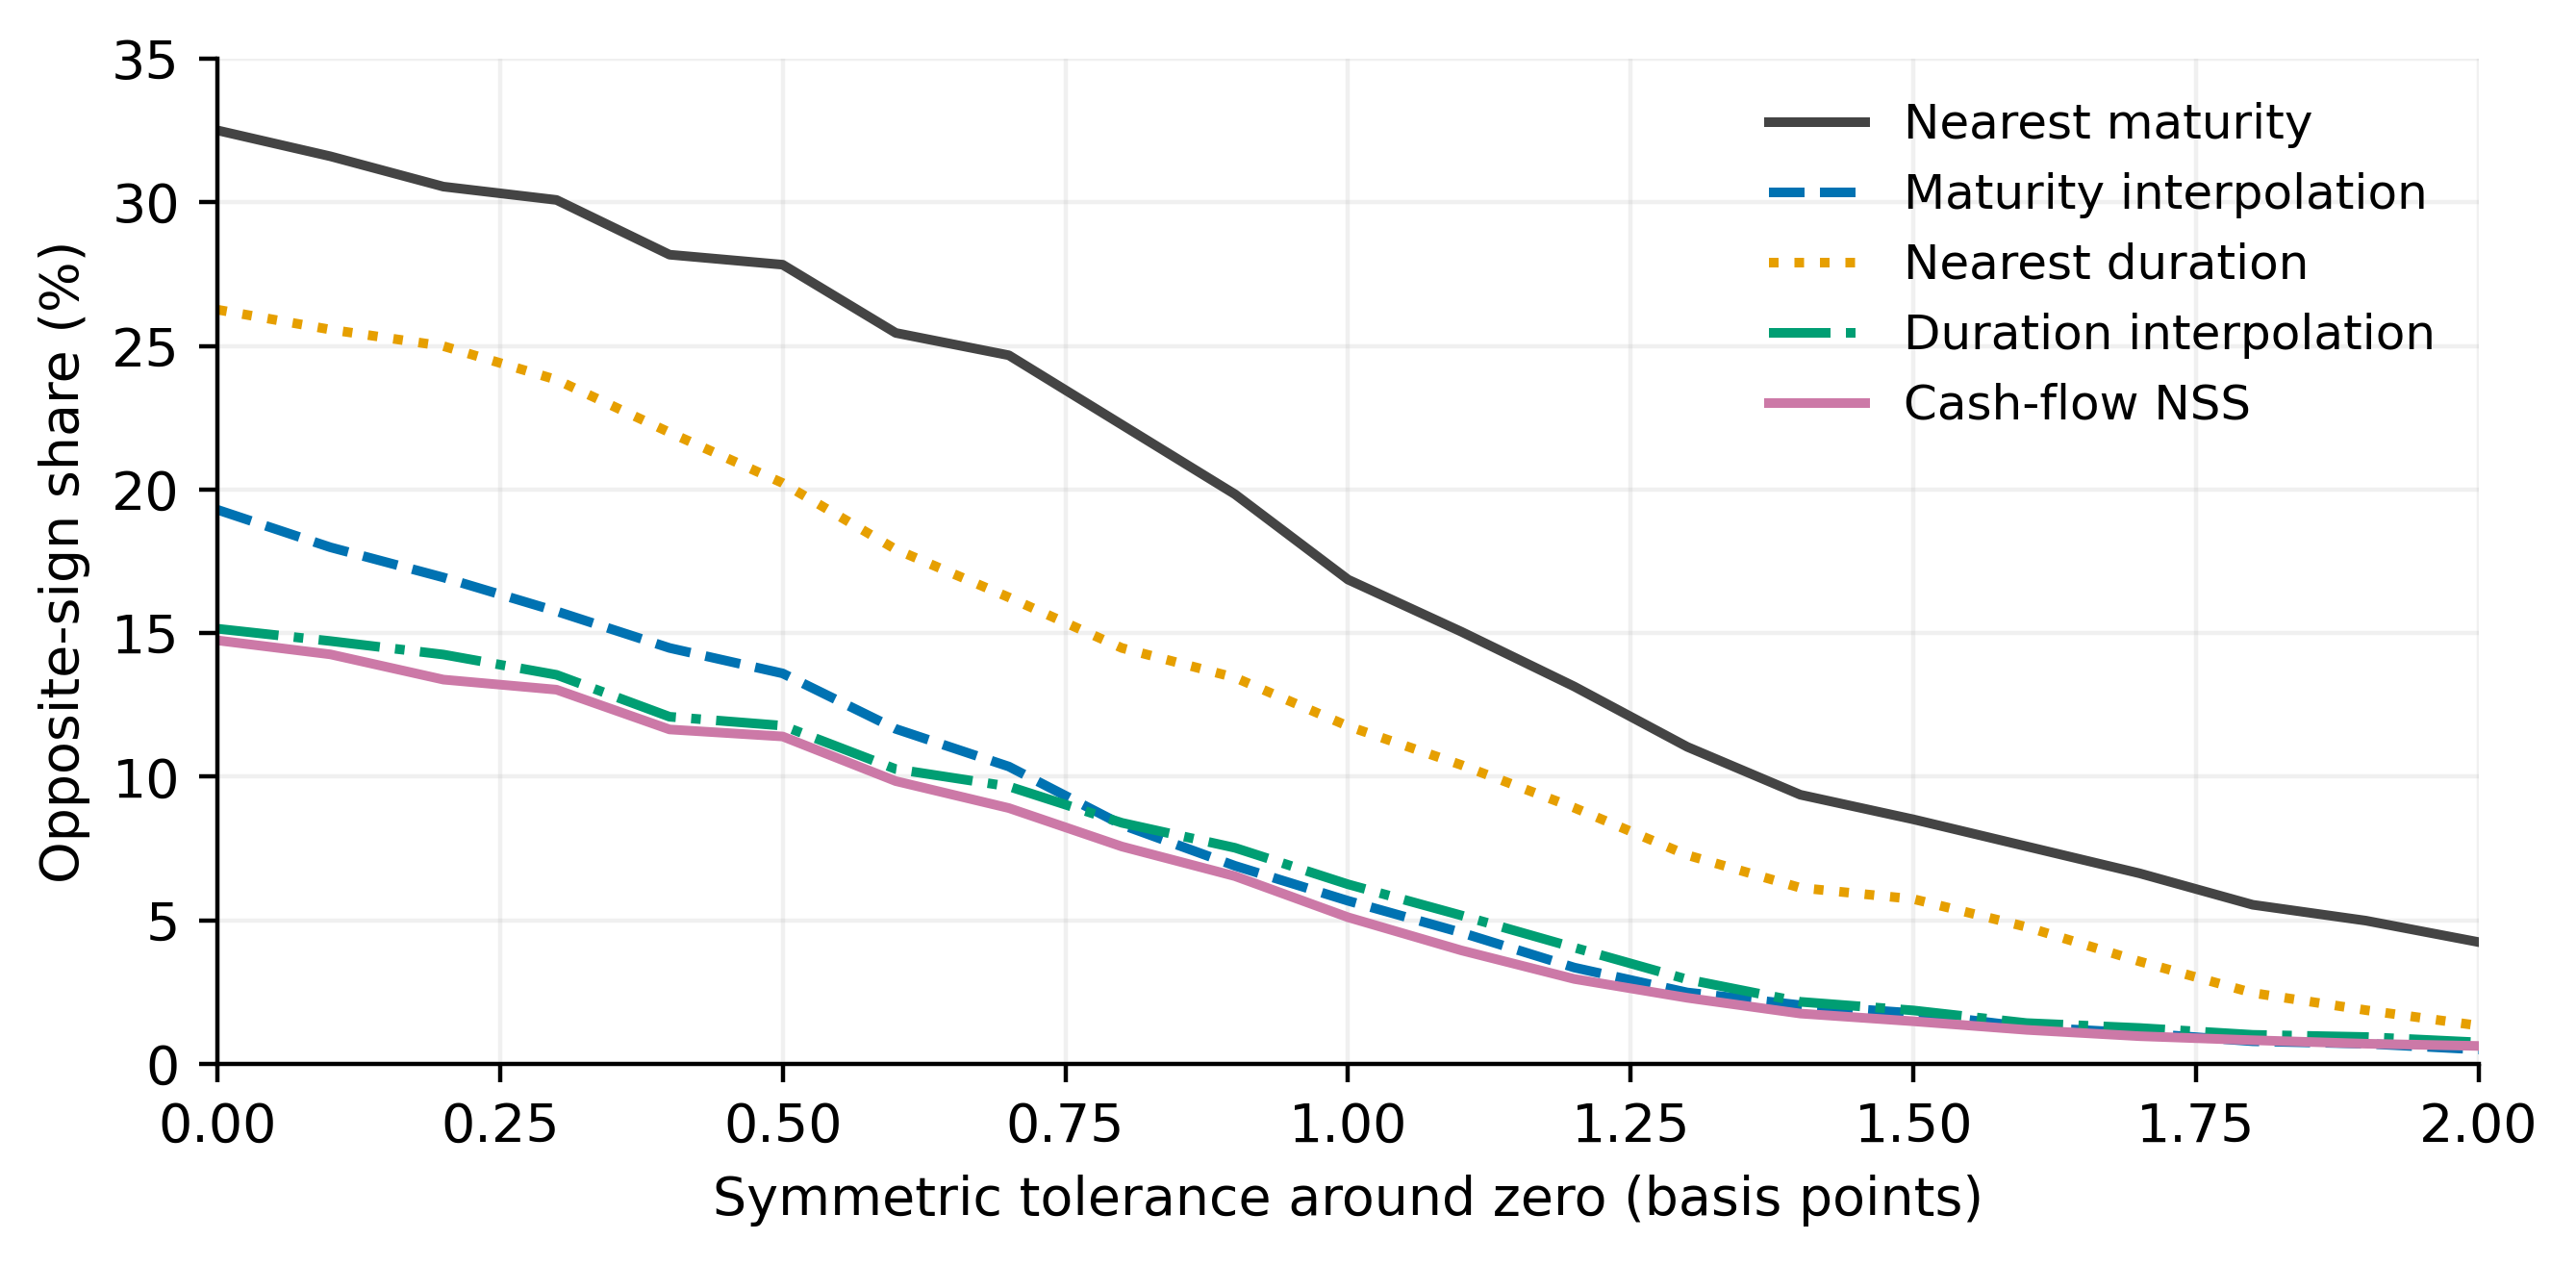 35
30
25
20
15
10
5
0
Opposite-sign share (%)
Nearest maturity
Maturity interpolation
Nearest duration
Duration interpolation
Cash-flow NSS
0.00 0.25 0.50 0.75 1.00 1.25 1.50 1.75 2.00
Symmetric tolerance around zero (basis points)